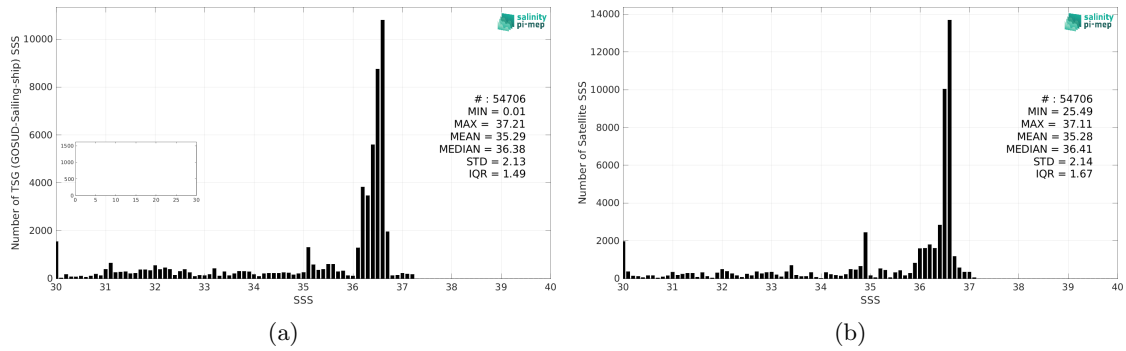 salinity
pi-mep
Number of TSG (GOSUD-Sailing-ship) SSS
10000
8000
6000
4000
2000
0
# : 54706
MIN = 0.01
MAX = 37.21
MEAN = 35.29
MEDIAN = 36.38
STD = 2.13
IQR = 1.49
1500
1000
500
0
0 5 10 15 20 25 30
30 31 32 33 34 35 36 37 38 39 40
SSS
(a)
salinity
pi-mep
Number of Satellite SSS
14000
12000
10000
8000
6000
4000
2000
0
# : 54706
MIN = 25.49
MAX = 37.11
MEAN = 35.28
MEDIAN = 36.41
STD = 2.14
IQR = 1.67
30 31 32 33 34 35 36 37 38 39 40
SSS
(b)